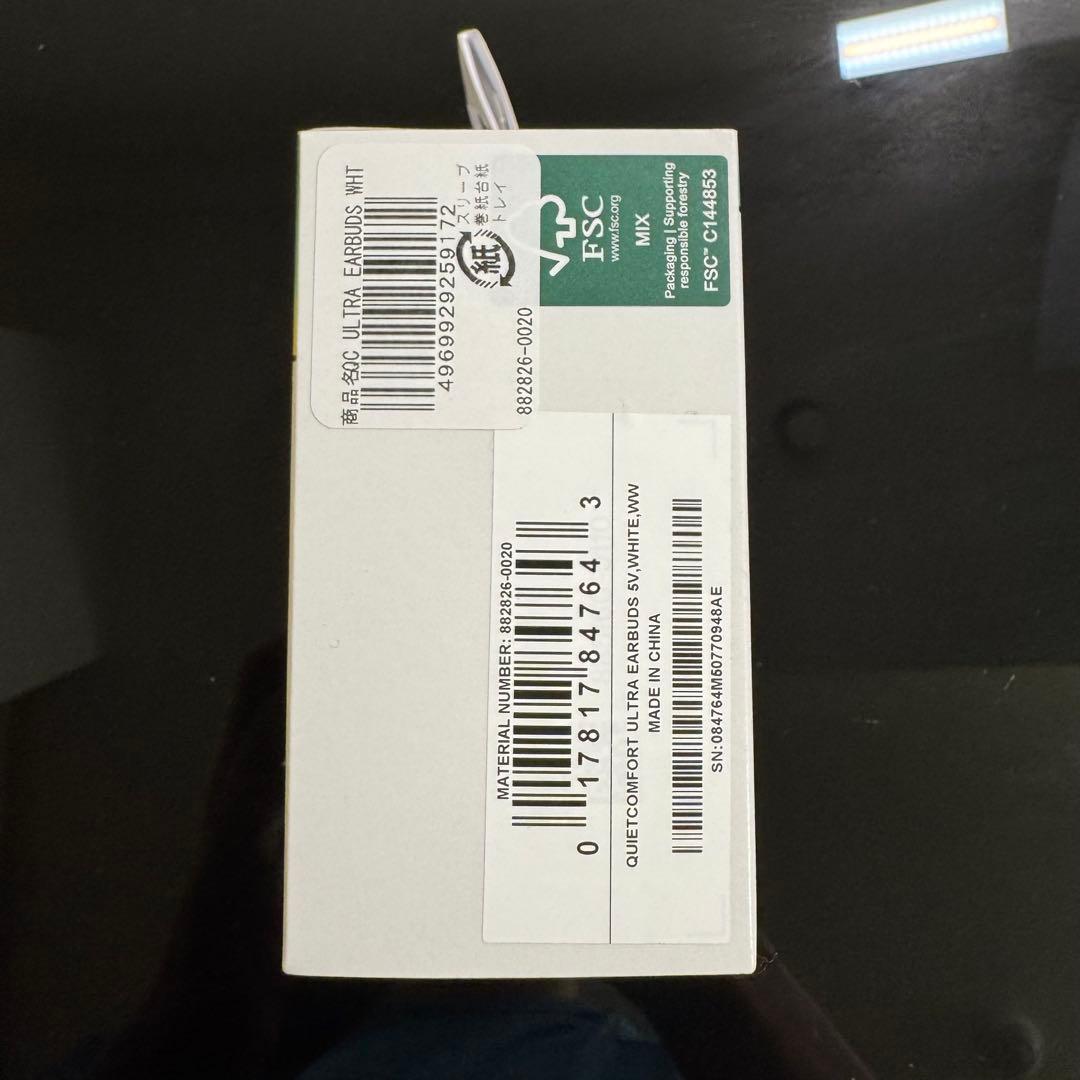 商品名QC ULTRA EARBUDS WHT
4969929259172
紙
スリーブ
巻紙台紙
トレイ
882826-0020
FSC
www.fsc.org
MIX
Packaging | Supporting
responsible forestry
FSC™ C144853
MATERIAL NUMBER: 882826-0020
0 17817 84764 3
QUIETCOMFORT ULTRA EARBUDS 5V,WHITE,WW
MADE IN CHINA
SN:084764M50770948AE